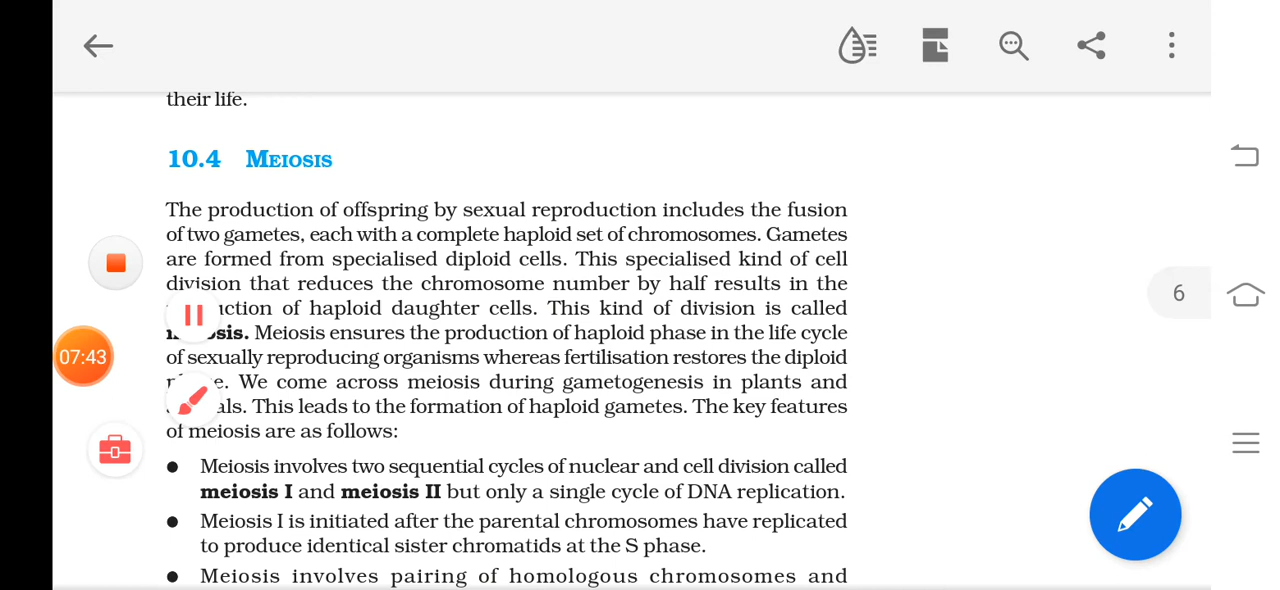 their life.
10.4 MEIOSIS
The production of offspring by sexual reproduction includes the fusion
of two gametes, each with a complete haploid set of chromosomes. Gametes
are formed from specialised diploid cells. This specialised kind of cell
division that reduces the chromosome number by half results in the
uction of haploid daughter cells. This kind of division is called
osis. Meiosis ensures the production of haploid phase in the life cycle
of sexually reproducing organisms whereas fertilisation restores the diploid
e. We come across meiosis during gametogenesis in plants and
als. This leads to the formation of haploid gametes. The key features
of meiosis are as follows:
● Meiosis involves two sequential cycles of nuclear and cell division called
meiosis I and meiosis II but only a single cycle of DNA replication.
● Meiosis I is initiated after the parental chromosomes have replicated
to produce identical sister chromatids at the S phase.
● Meiosis involves pairing of homologous chromosomes and
07:43
6